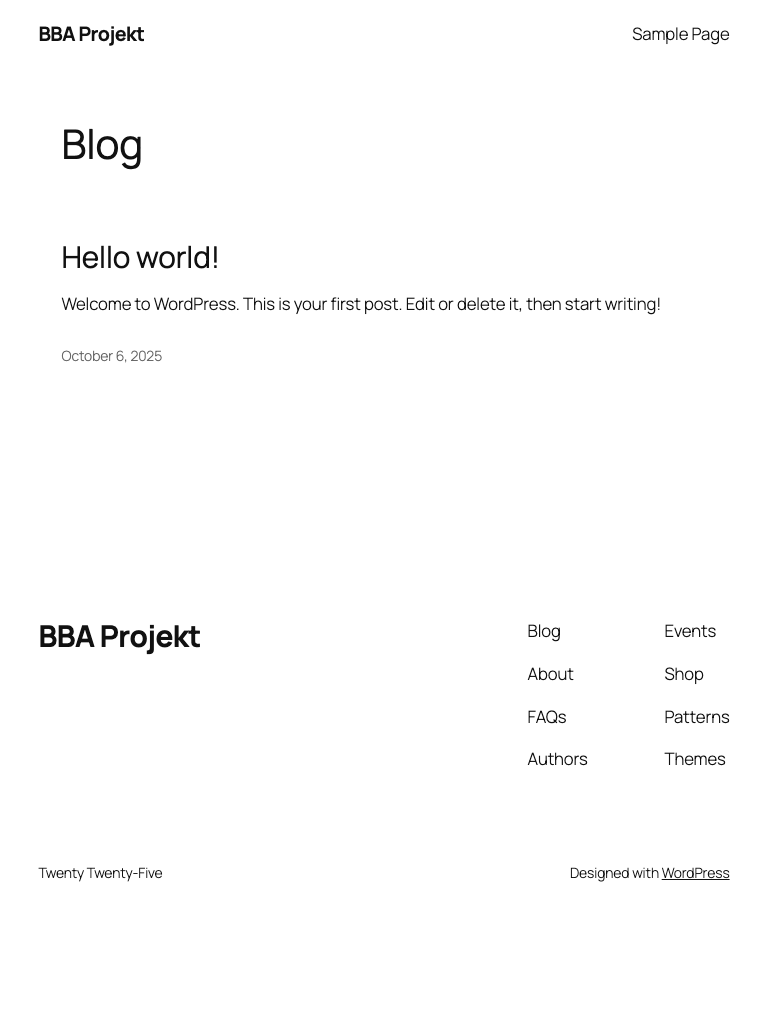 BBA Projekt
Sample Page
Blog
Hello world!
Welcome to WordPress. This is your first post. Edit or delete it, then start writing!
October 6, 2025
BBA Projekt
Blog
About
FAQs
Authors
Events
Shop
Patterns
Themes
Twenty Twenty-Five
Designed with WordPress